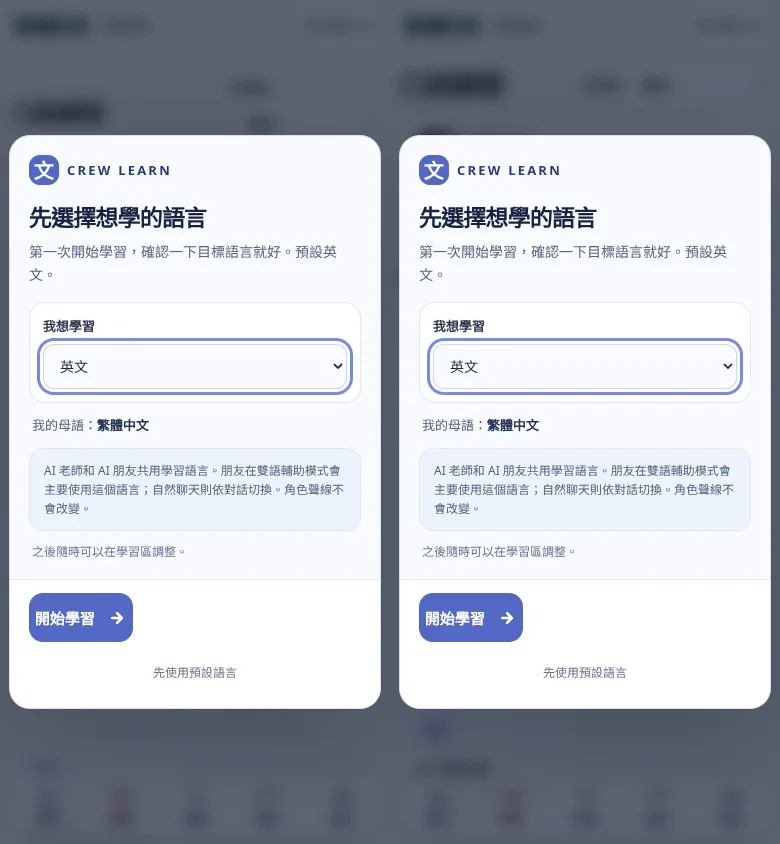 文 CREW LEARN
先選擇想學的語言
第一次開始學習，確認一下目標語言就好。預設英
文。
我想學習
英文
我的母語：繁體中文
AI 老師和 AI 朋友共用學習語言。朋友在雙語輔助模式會
主要使用這個語言；自然聊天則依對話切換。角色聲線不
會改變。
之後隨時可以在學習區調整。
開始學習 →
先使用預設語言
文 CREW LEARN
先選擇想學的語言
第一次開始學習，確認一下目標語言就好。預設英
文。
我想學習
英文
我的母語：繁體中文
AI 老師和 AI 朋友共用學習語言。朋友在雙語輔助模式會
主要使用這個語言；自然聊天則依對話切換。角色聲線不
會改變。
之後隨時可以在學習區調整。
開始學習 →
先使用預設語言